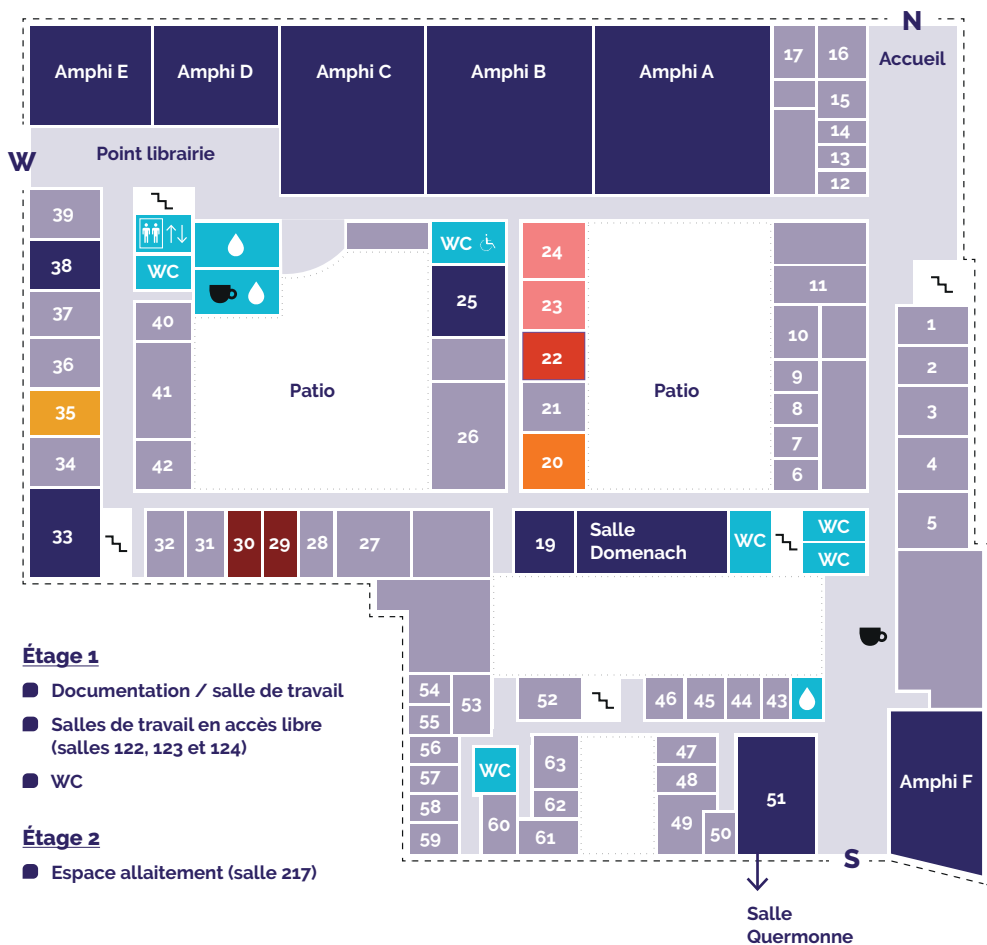 N
Amphi E
Amphi D
Amphi C
Amphi B
Amphi A
17
16
Accueil
15
14
13
12
Point librairie
W
39
38
37
36
35
34
33
WC
40
41
42
Patio
WC
25
26
24
23
22
21
20
Patio
11
10
9
8
7
6
1
2
3
4
5
32
31
30
29
28
27
19
Salle
Domenach
WC
WC
WC
54
55
53
52
46
45
44
43
56
57
58
59
WC
60
63
62
61
47
48
49
50
51
Amphi F
S
Salle
Quermonne
Étage 1
Documentation / salle de travail
Salles de travail en accès libre
(salles 122, 123 et 124)
WC
Étage 2
Espace allaitement (salle 217)